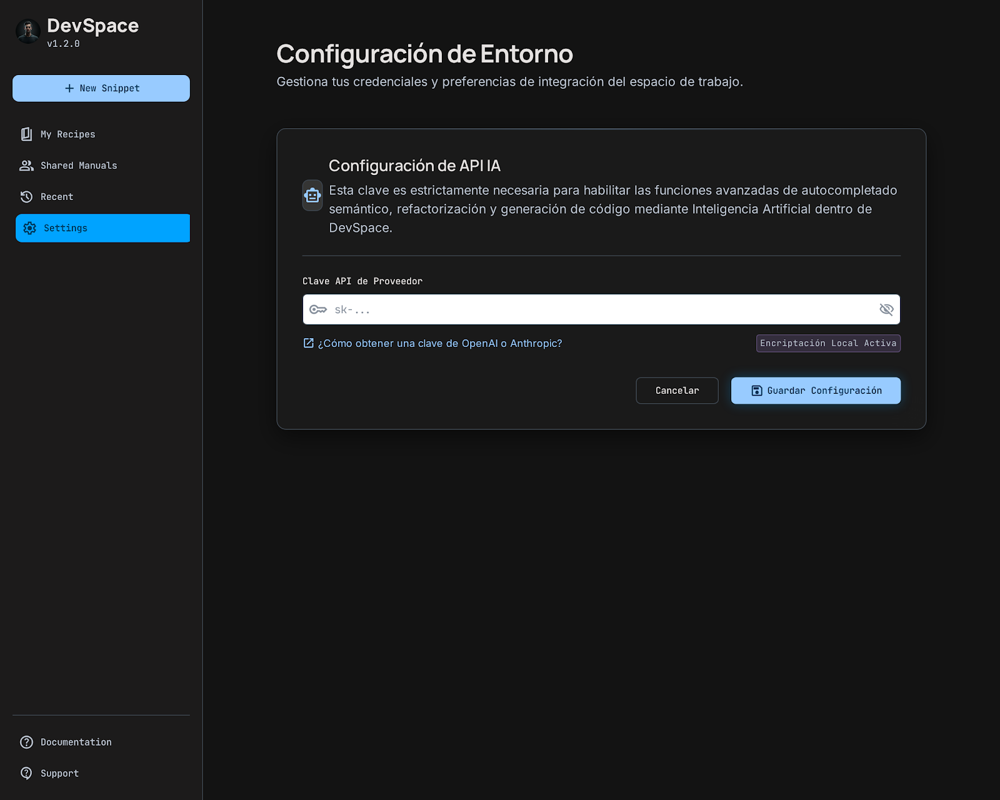 DevSpace
v1.2.0
New Snippet
My Recipes
Shared Manuals
Recent
Settings
Documentation
Support
Configuración de Entorno
Gestiona tus credenciales y preferencias de integración del espacio de trabajo.
Configuración de API IA
Esta clave es estrictamente necesaria para habilitar las funciones avanzadas de autocompletado
semántico, refactorización y generación de código mediante Inteligencia Artificial dentro de
DevSpace.
Clave API de Proveedor
sk-...
¿Cómo obtener una clave de OpenAI o Anthropic?
Encriptación Local Activa
Cancelar
Guardar Configuración